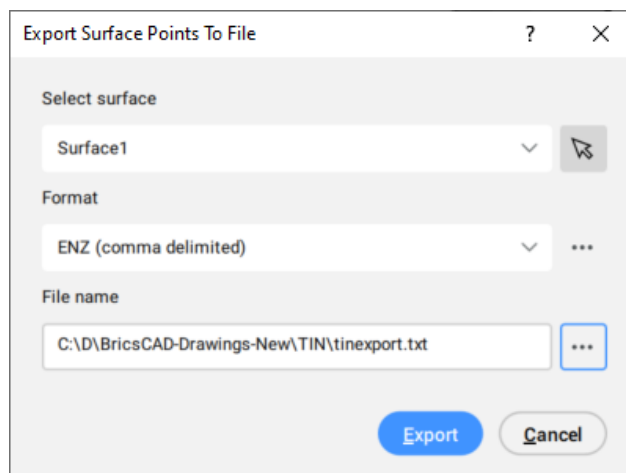 Export Surface Points To File ?
Select surface
Surface1
Format
ENZ (comma delimited)
File name
C:\D\BricsCAD-Drawings-New\TIN\tinexport.txt
Export Cancel